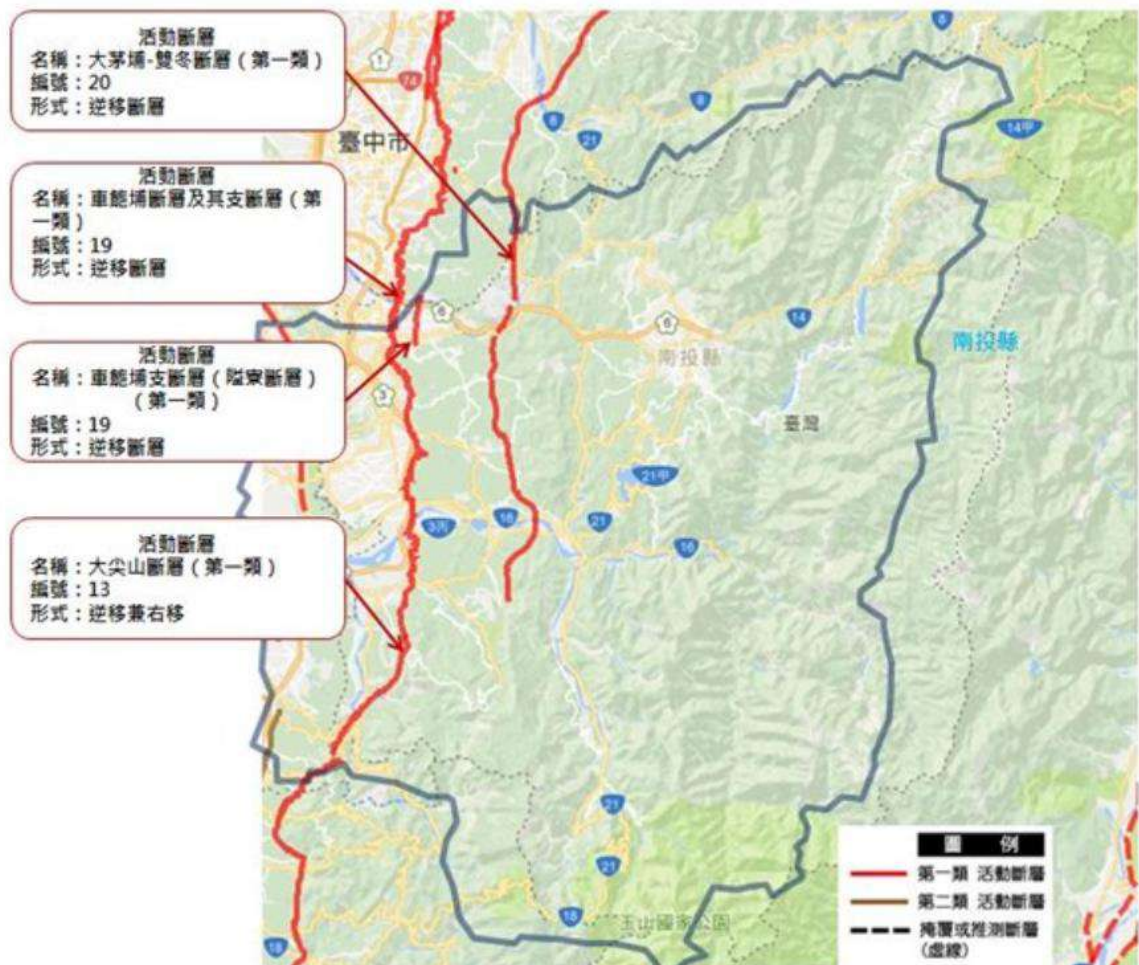 活動斷層
名稱：大茅埔-雙冬斷層（第一類）
編號：20
形式：逆移斷層
活動斷層
名稱：車籠埔斷層及其支斷層（第
一類）
編號：19
形式：逆移斷層
活動斷層
名稱：車籠埔支斷層（隘寮斷層）
（第一類）
編號：19
形式：逆移斷層
活動斷層
名稱：大尖山斷層（第一類）
編號：13
形式：逆移兼右移
臺中市
1
74
8
8
8
21
14甲
6
6
14
南投縣
南投縣
臺灣
3
21甲
3丙
16
21
16
21
21
18
18
玉山國家公園
圖 例
第一類 活動斷層
第二類 活動斷層
掩覆或推測斷層
(虛線)